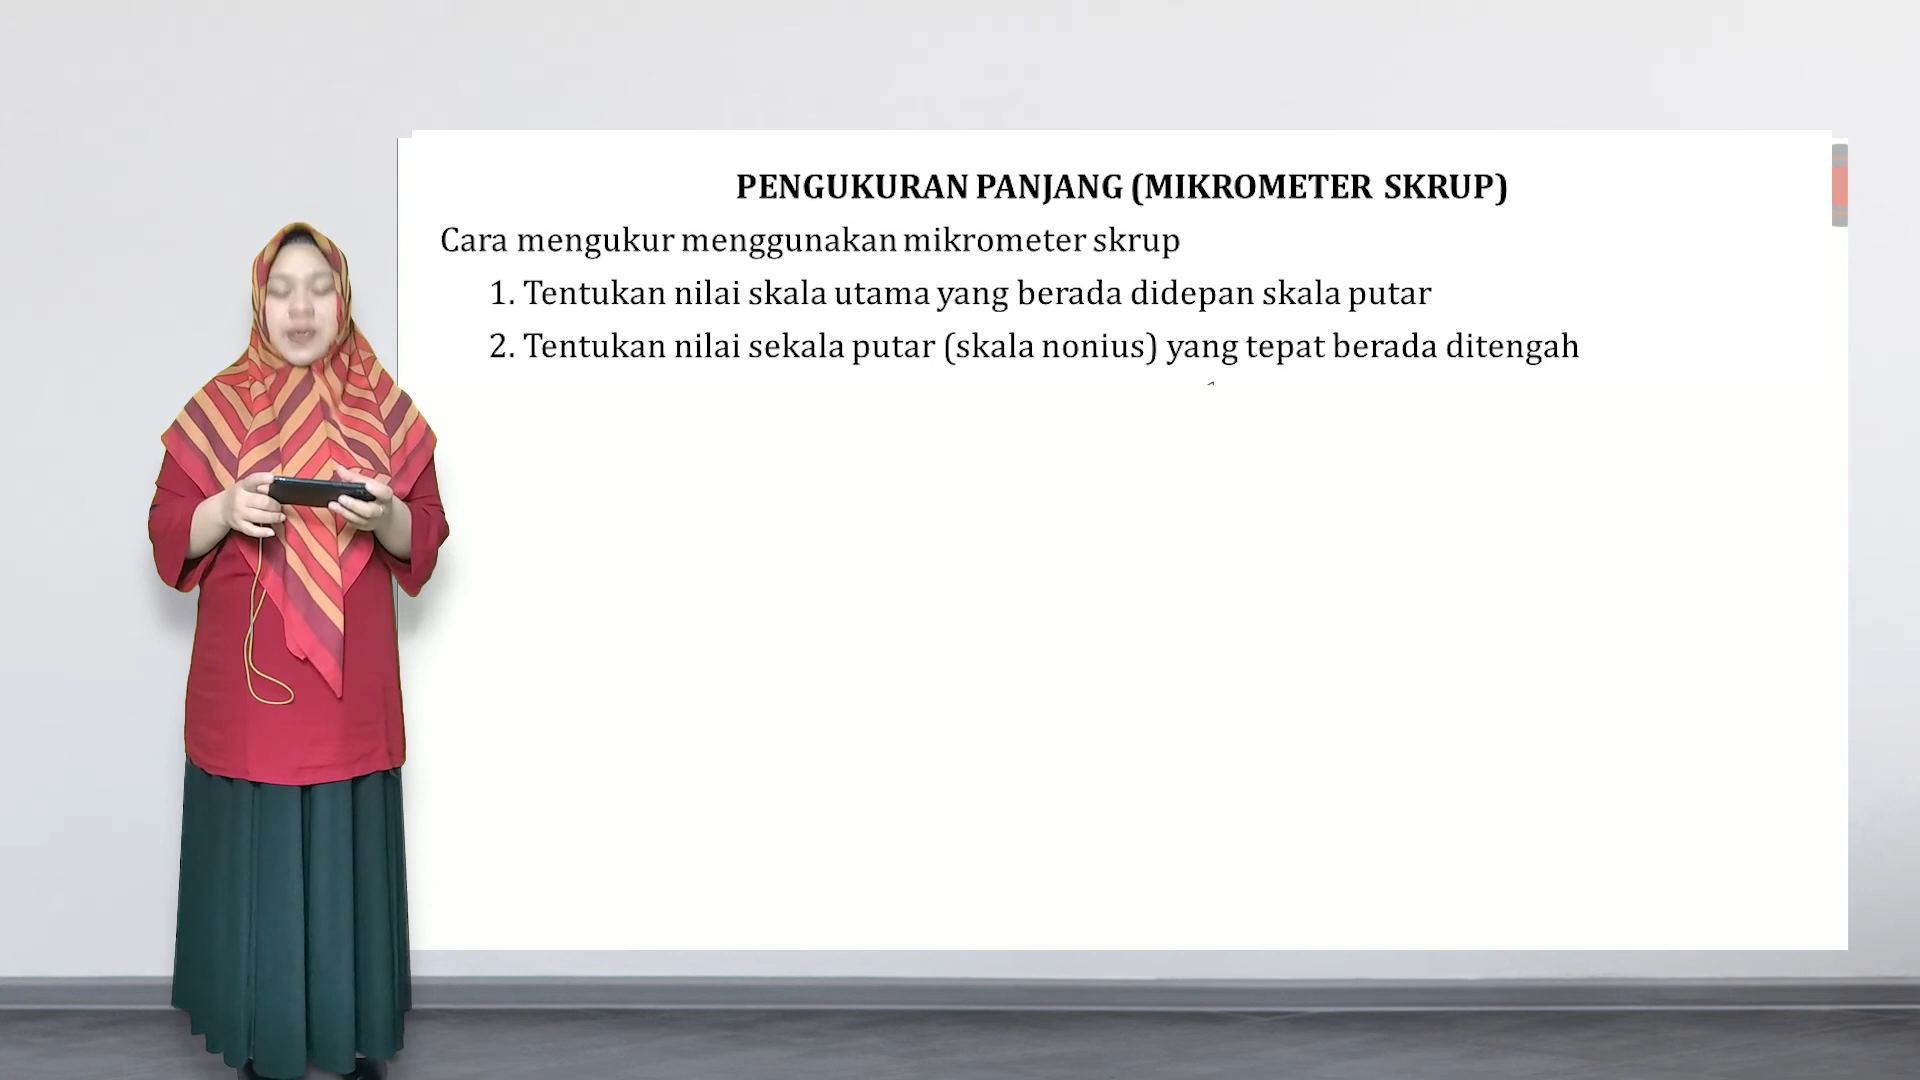 PENGUKURAN PANJANG (MIKROMETER SKRUP)
Cara mengukur menggunakan mikrometer skrup
1. Tentukan nilai skala utama yang berada didepan skala putar
2. Tentukan nilai sekala putar (skala nonius) yang tepat berada ditengah